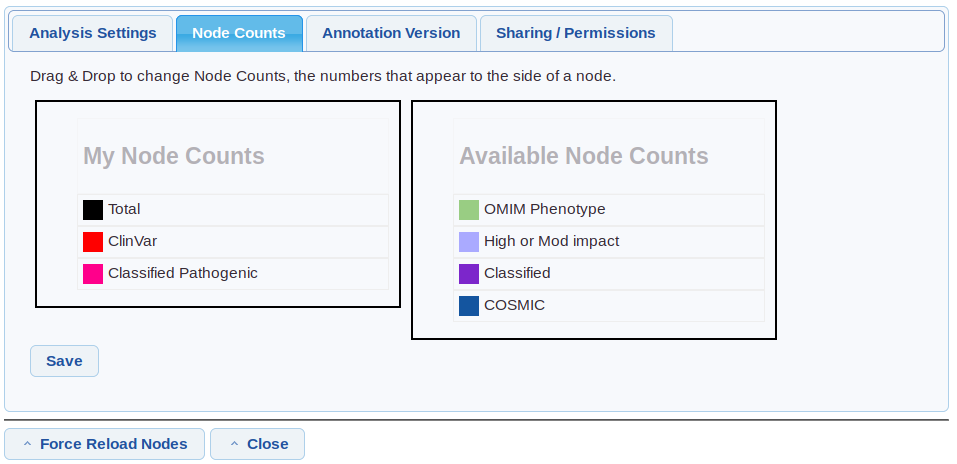 Analysis Settings
Node Counts
Annotation Version
Sharing / Permissions
Drag & Drop to change Node Counts, the numbers that appear to the side of a node.
My Node Counts
Total
ClinVar
Classified Pathogenic
Available Node Counts
OMIM Phenotype
High or Mod impact
Classified
COSMIC
Save
Force Reload Nodes
Close